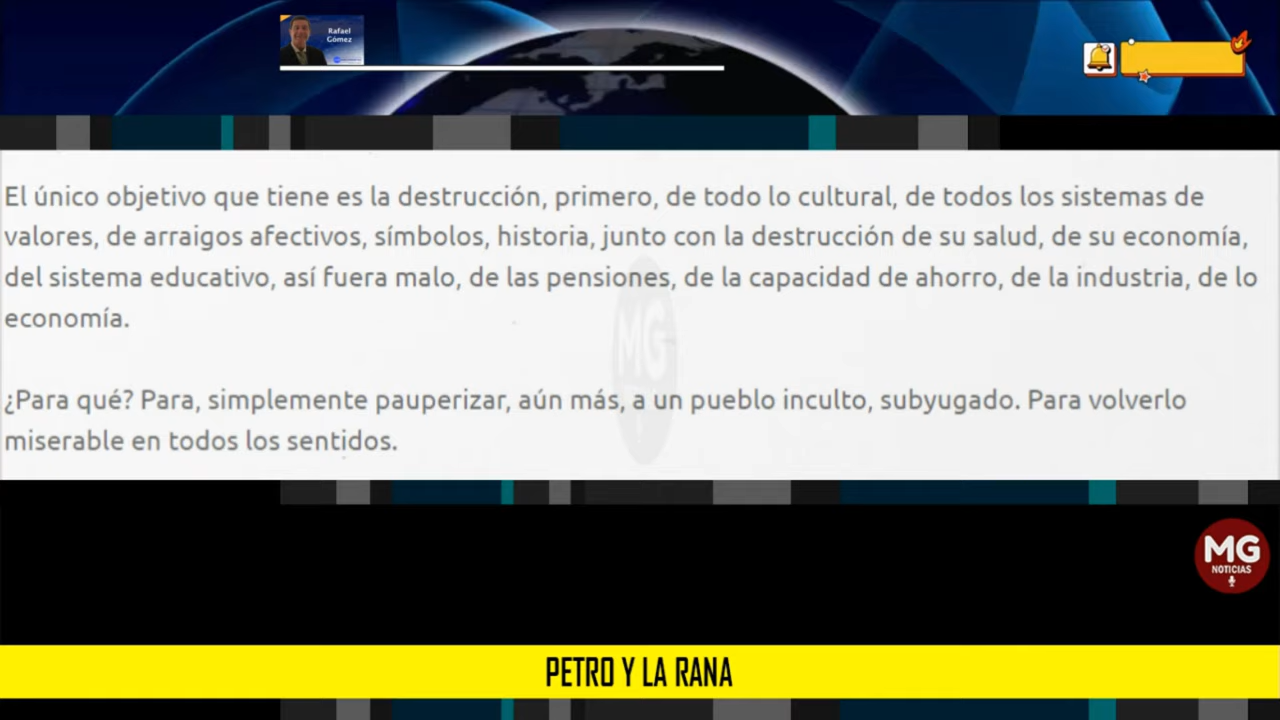 Rafael
Gómez
El único objetivo que tiene es la destrucción, primero, de todo lo cultural, de todos los sistemas de
valores, de arraigos afectivos, símbolos, historia, junto con la destrucción de su salud, de su economía,
del sistema educativo, así fuera malo, de las pensiones, de la capacidad de ahorro, de la industria, de lo
economía.
¿Para qué? Para, simplemente pauperizar, aún más, a un pueblo inculto, subyugado. Para volverlo
miserable en todos los sentidos.
MG
MG
NOTICIAS
PETRO Y LA RANA